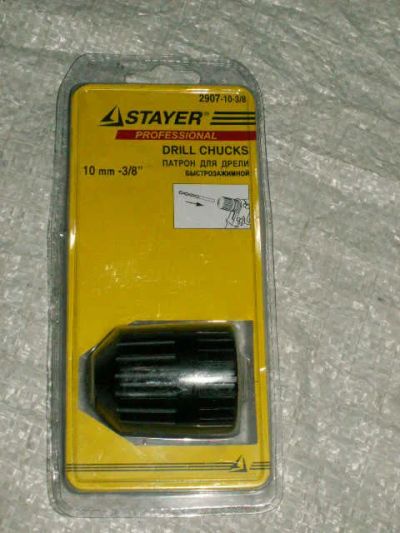 2907-10-3/8
STAYER®
PROFESSIONAL
DRILL CHUCKS
ПАТРОН ДЛЯ ДРЕЛИ
10 mm -3/8"
БЫСТРОЗАЖИМНОЙ